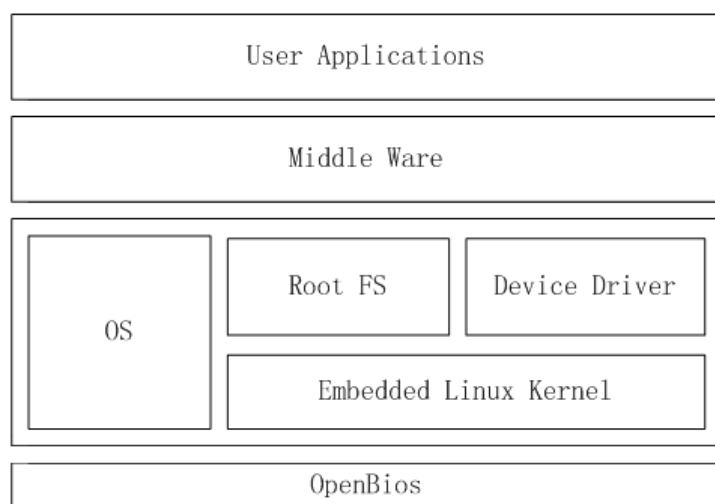 User Applications
Middle Ware
OS
Root FS
Device Driver
Embedded Linux Kernel
OpenBios